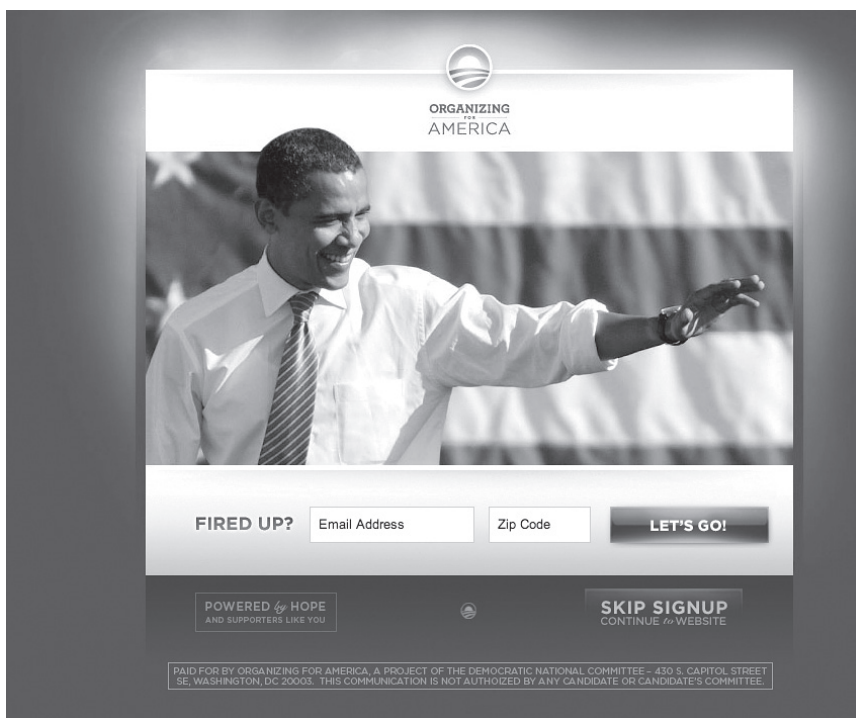 ORGANIZING
FOR
AMERICA
FIRED UP?
Email Address
Zip Code
LET'S GO!
POWERED by HOPE
AND SUPPORTERS LIKE YOU
SKIP SIGNUP
CONTINUE to WEBSITE
PAID FOR BY ORGANIZING FOR AMERICA, A PROJECT OF THE DEMOCRATIC NATIONAL COMMITTEE – 430 S. CAPITOL STREET
SE, WASHINGTON, DC 20003. THIS COMMUNICATION IS NOT AUTHOIZED BY ANY CANDIDATE OR CANDIDATE'S COMMITTEE.